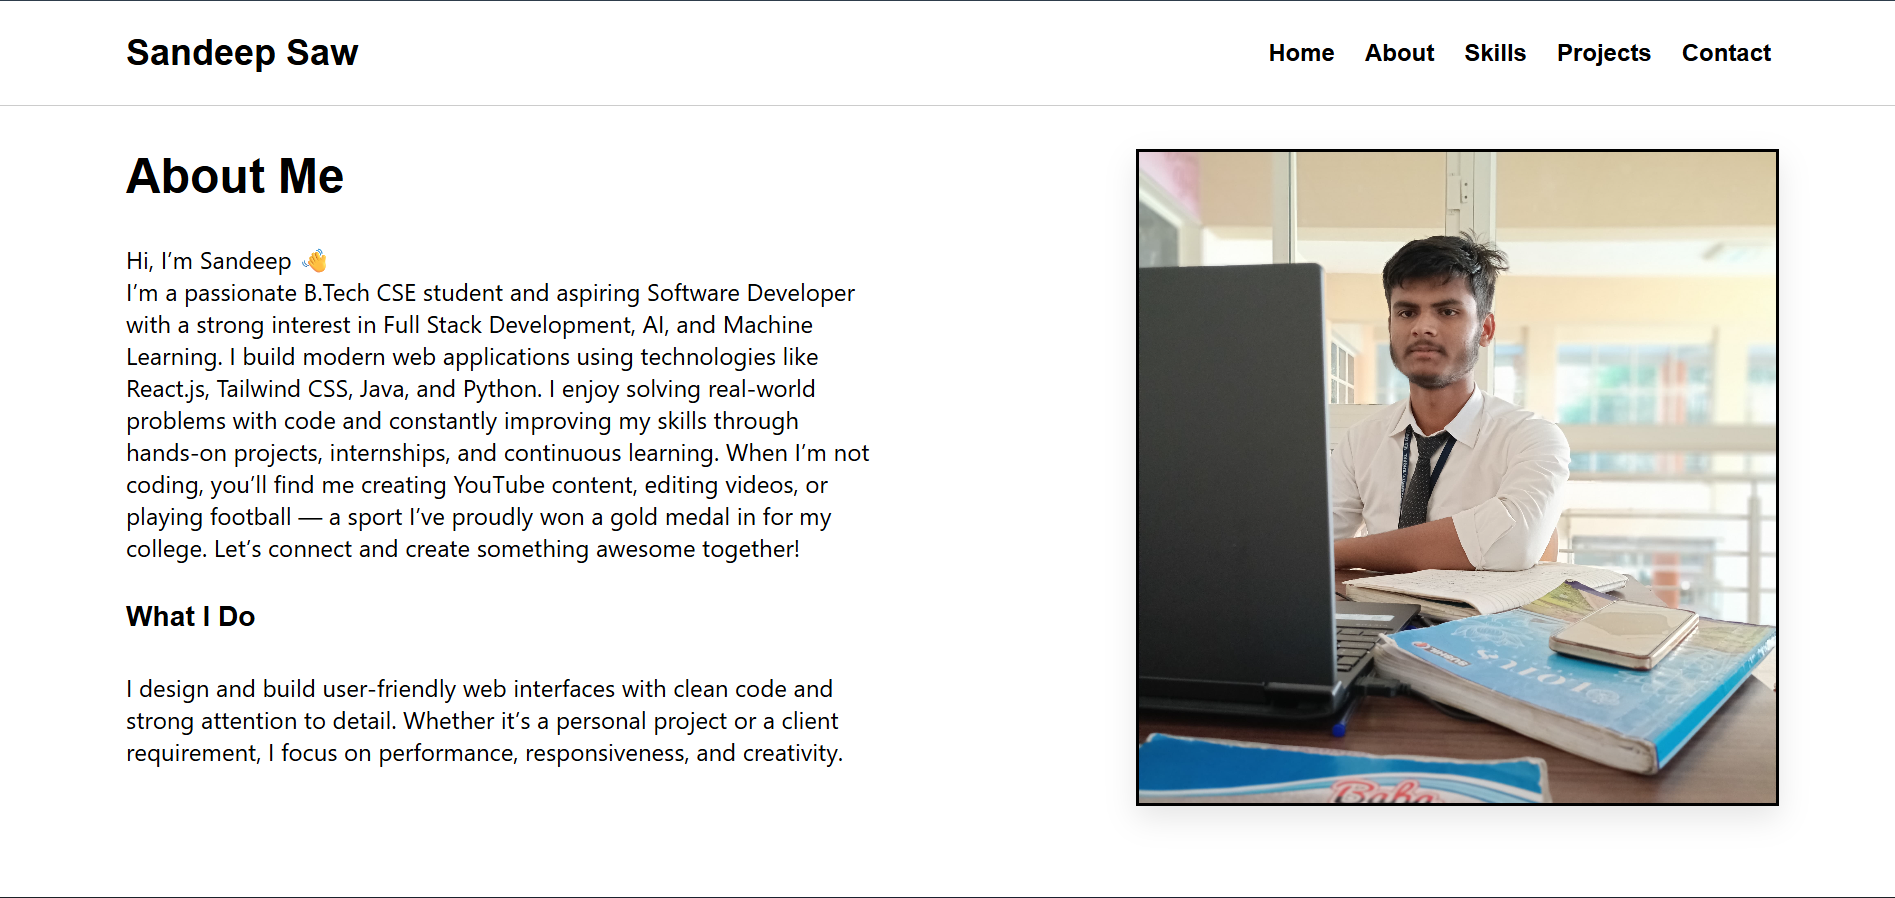 Sandeep Saw
Home About Skills Projects Contact
About Me
Hi, I’m Sandeep 👋
I’m a passionate B.Tech CSE student and aspiring Software Developer
with a strong interest in Full Stack Development, AI, and Machine
Learning. I build modern web applications using technologies like
React.js, Tailwind CSS, Java, and Python. I enjoy solving real-world
problems with code and constantly improving my skills through
hands-on projects, internships, and continuous learning. When I’m not
coding, you’ll find me creating YouTube content, editing videos, or
playing football — a sport I’ve proudly won a gold medal in for my
college. Let’s connect and create something awesome together!
What I Do
I design and build user-friendly web interfaces with clean code and
strong attention to detail. Whether it’s a personal project or a client
requirement, I focus on performance, responsiveness, and creativity.
Baba